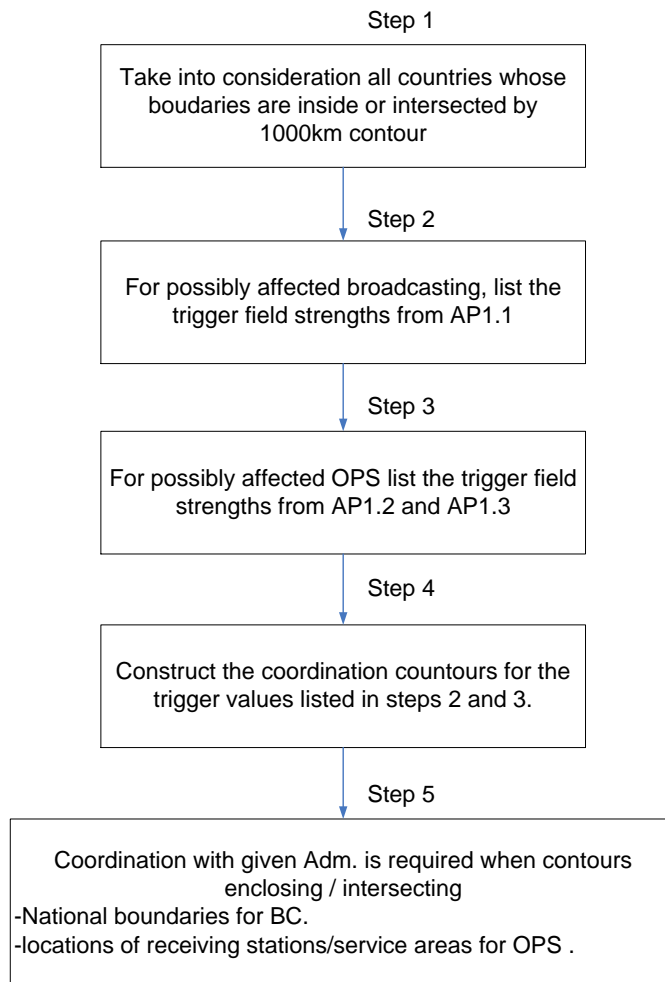 Step 1
Take into consideration all countries whose
boudaries are inside or intersected by
1000km contour
Step 2
For possibly affected broadcasting, list the
trigger field strengths from AP1.1
Step 3
For possibly affected OPS list the trigger field
strengths from AP1.2 and AP1.3
Step 4
Construct the coordination countours for the
trigger values listed in steps 2 and 3.
Step 5
Coordination with given Adm. is required when contours
enclosing / intersecting
-National boundaries for BC.
-locations of receiving stations/service areas for OPS .